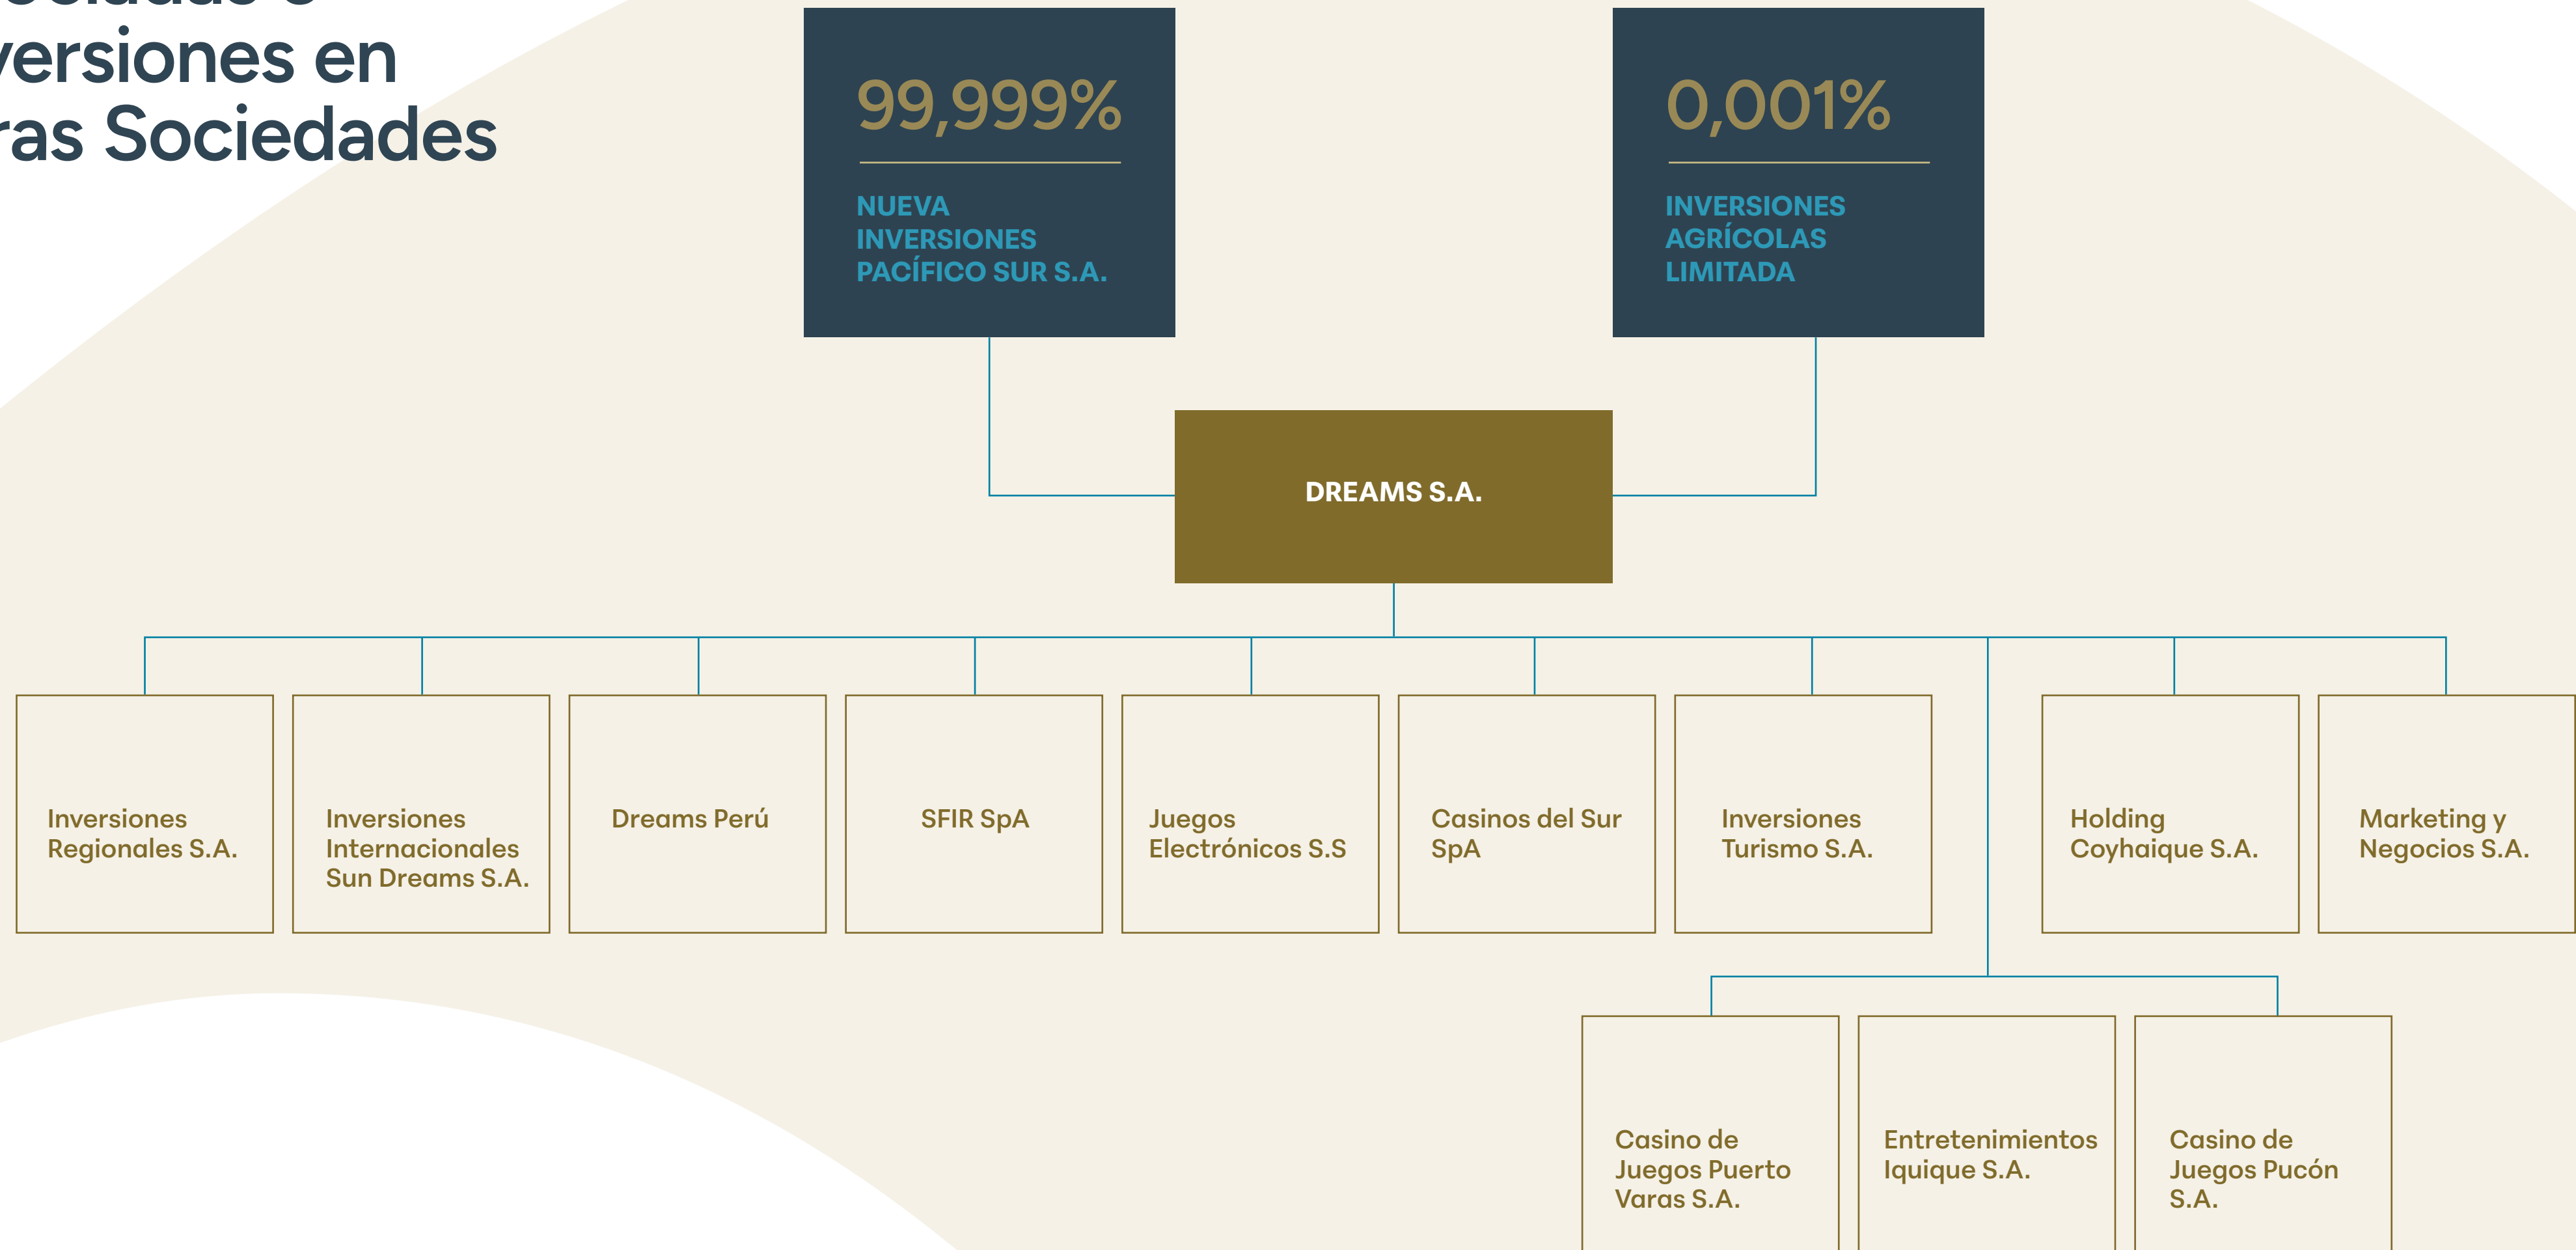 versiones en
ras Sociedades
99,999%
NUEVA
INVERSIONES
PACÍFICO SUR S.A.
0,001%
INVERSIONES
AGRÍCOLAS
LIMITADA
DREAMS S.A.
Inversiones
Regionales S.A.
Inversiones
Internacionales
Sun Dreams S.A.
Dreams Perú
SFIR SpA
Juegos
Electrónicos S.S
Casinos del Sur
SpA
Inversiones
Turismo S.A.
Holding
Coyhaique S.A.
Marketing y
Negocios S.A.
Casino de
Juegos Puerto
Varas S.A.
Entretenimientos
Iquique S.A.
Casino de
Juegos Pucón
S.A.